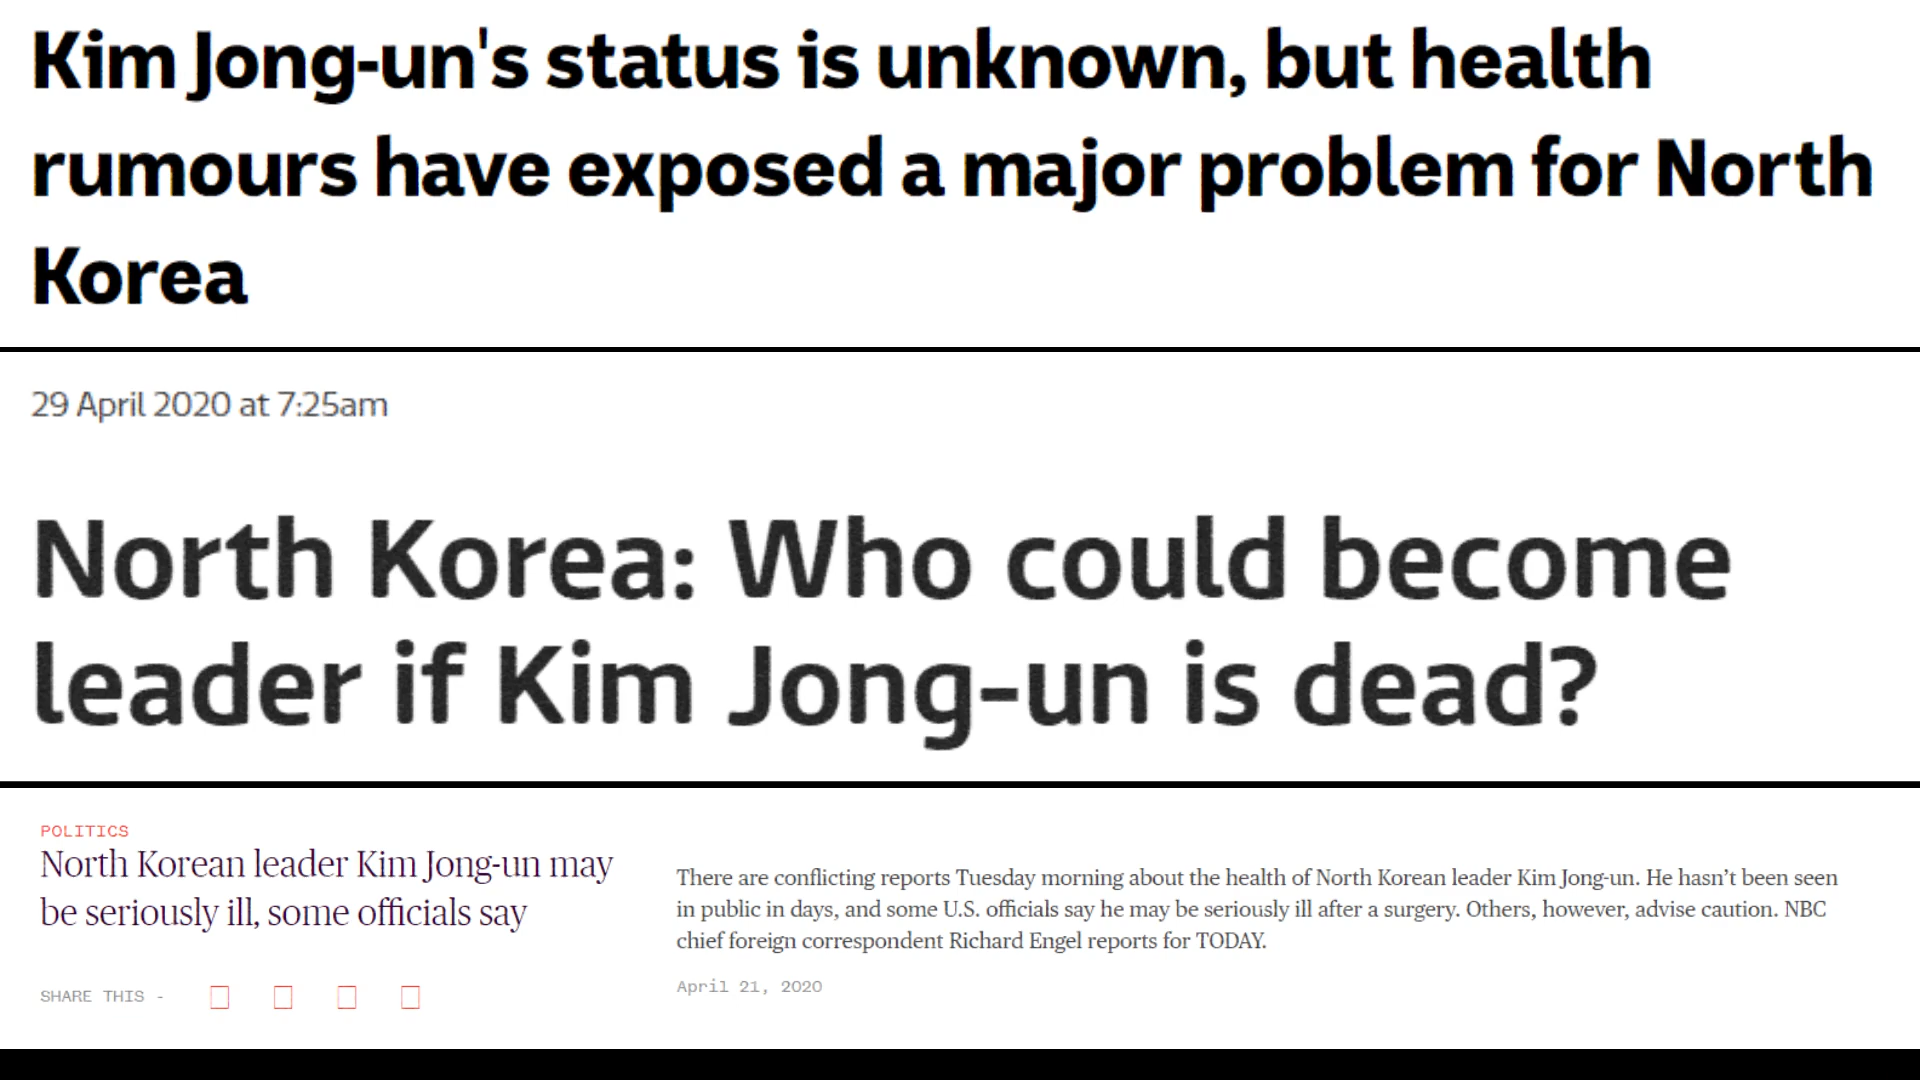 Kim Jong-un's status is unknown, but health
rumours have exposed a major problem for North
Korea
29 April 2020 at 7:25am
North Korea: Who could become
leader if Kim Jong-un is dead?
POLITICS
North Korean leader Kim Jong-un may
be seriously ill, some officials say
SHARE THIS -
There are conflicting reports Tuesday morning about the health of North Korean leader Kim Jong-un. He hasn’t been seen
in public in days, and some U.S. officials say he may be seriously ill after a surgery. Others, however, advise caution. NBC
chief foreign correspondent Richard Engel reports for TODAY.
April 21, 2020